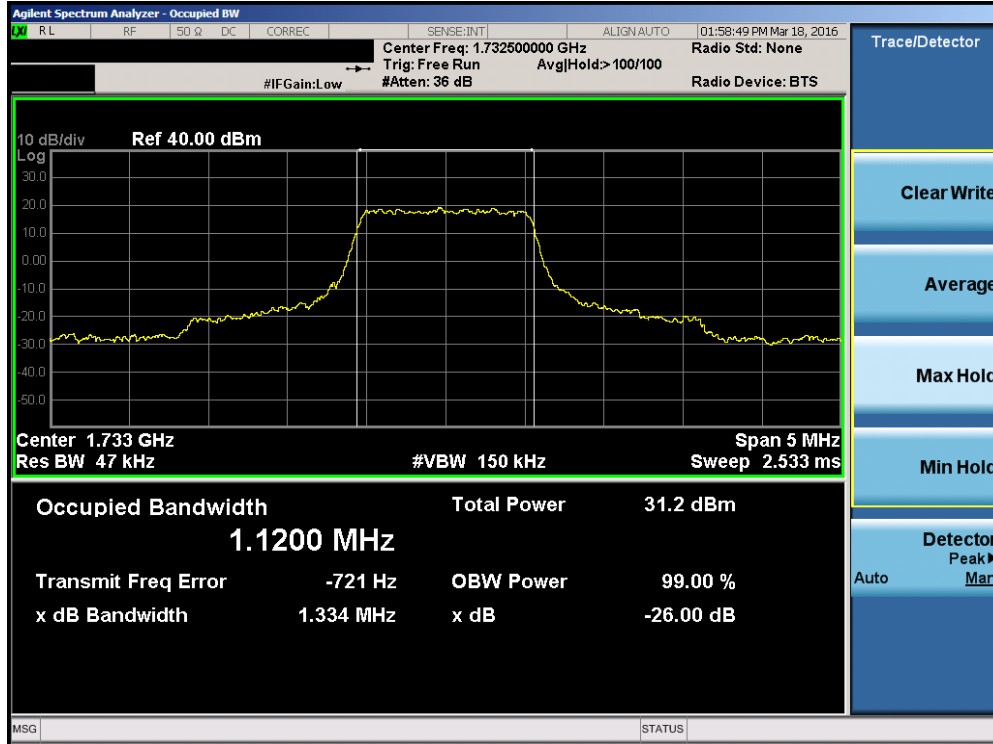 Agilent Spectrum Analyzer - Occupied BW
LXI RL RF 50 Ω DC CORREC SENSE:INT ALIGN AUTO 01:58:49 PM Mar 18, 2016
Center Freq: 1.732500000 GHz Radio Std: None
Trig: Free Run Avg|Hold:>100/100
#IFGain:Low #Atten: 36 dB Radio Device: BTS
Trace/Detector
10 dB/div Ref 40.00 dBm
Log
30.0
20.0
10.0
0.00
-10.0
-20.0
-30.0
-40.0
-50.0
Center 1.733 GHz Span 5 MHz
Res BW 47 kHz #VBW 150 kHz Sweep 2.533 ms
Occupied Bandwidth Total Power 31.2 dBm
1.1200 MHz
Transmit Freq Error -721 Hz OBW Power 99.00 %
x dB Bandwidth 1.334 MHz x dB -26.00 dB
Clear Write
Average
Max Hold
Min Hold
Detector
Peak▶
Auto Man
MSG STATUS